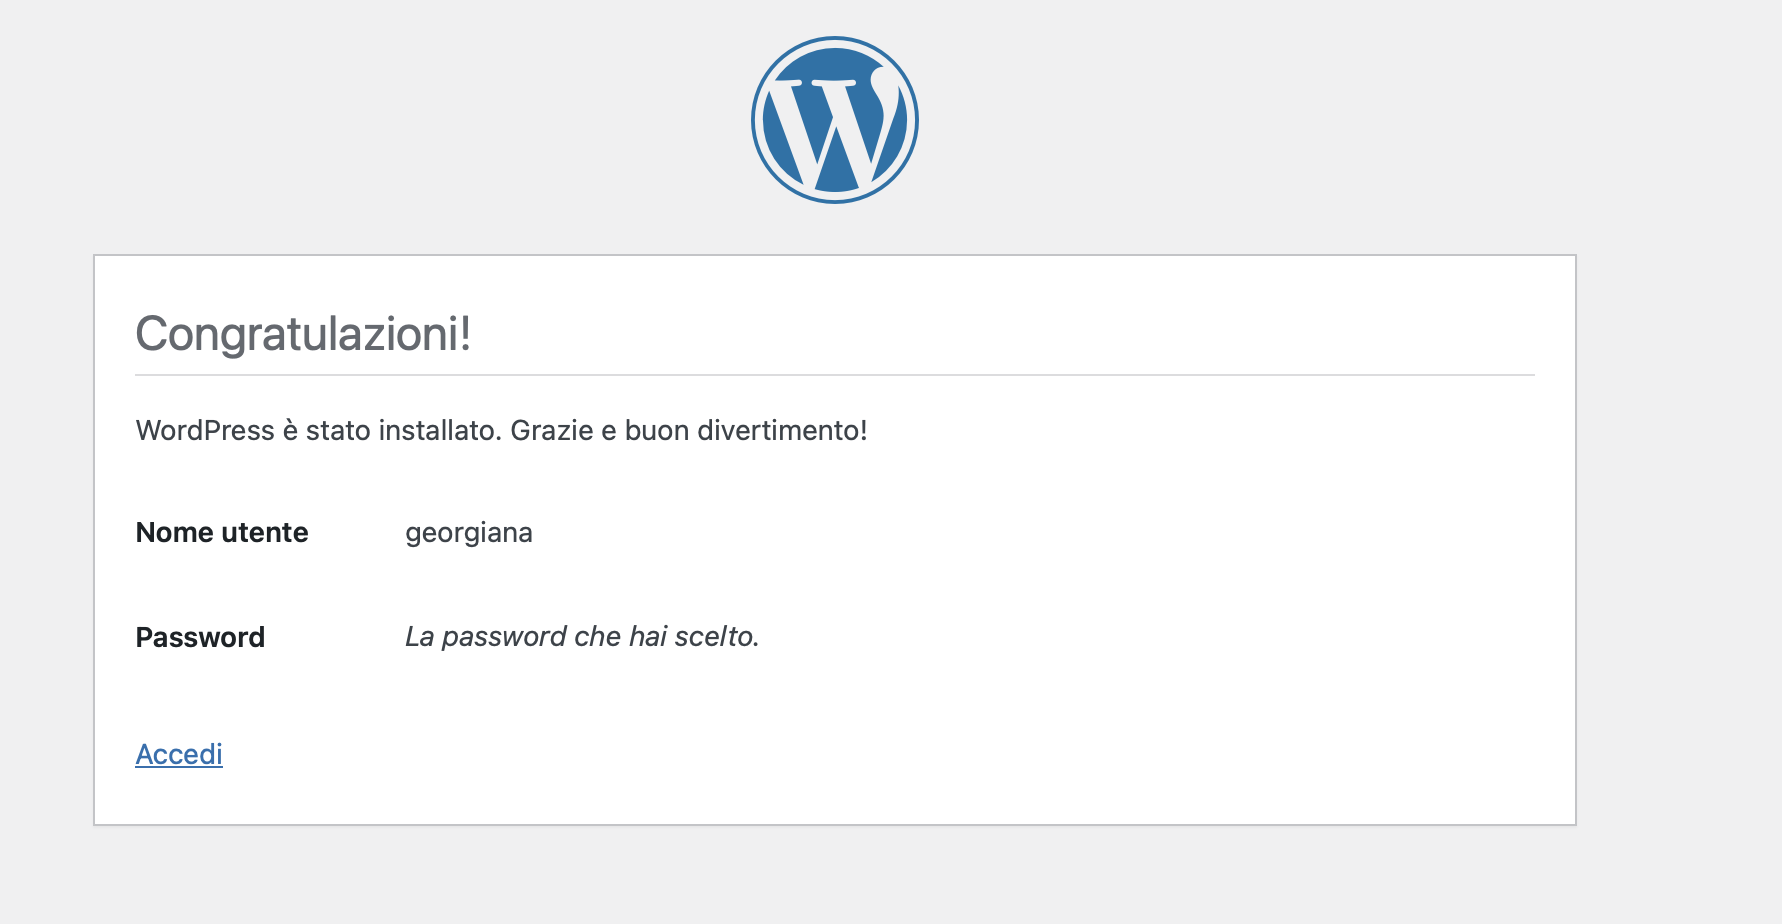 Congratulazioni!
WordPress è stato installato. Grazie e buon divertimento!
Nome utente georgiana
Password La password che hai scelto.
Accedi